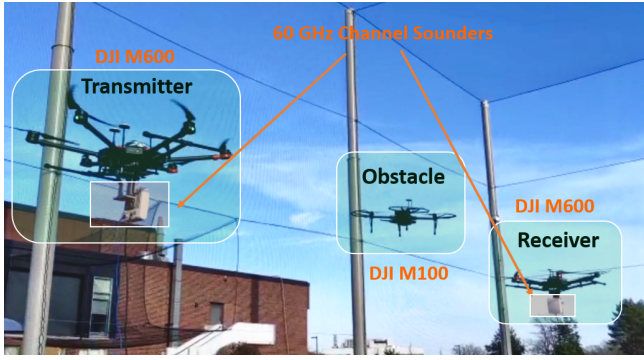 60 GHz Channel Sounders
DJI M600
Transmitter
Obstacle
DJI M600
Receiver
DJI M100